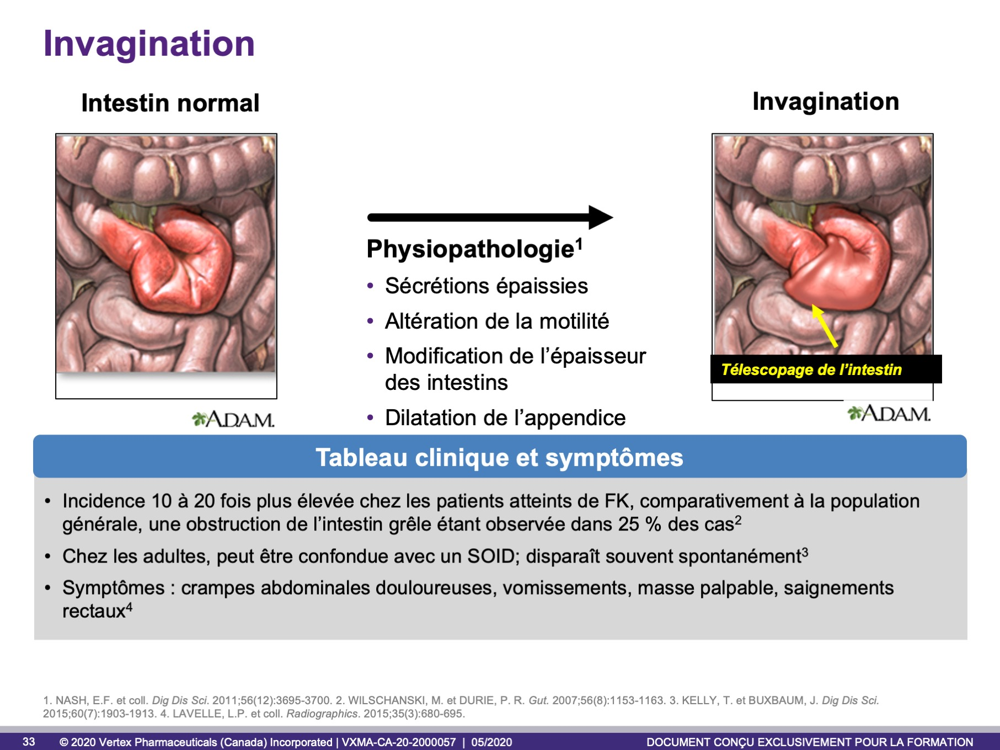 Invagination
Intestin normal
Invagination
Physiopathologie1
• Sécrétions épaissies
• Altération de la motilité
• Modification de l’épaisseur
des intestins
• Dilatation de l’appendice
Télescopage de l’intestin
A.D.A.M.
A.D.A.M.
Tableau clinique et symptômes
• Incidence 10 à 20 fois plus élevée chez les patients atteints de FK, comparativement à la population
générale, une obstruction de l’intestin grêle étant observée dans 25 % des cas2
• Chez les adultes, peut être confondue avec un SOID; disparaît souvent spontanément3
• Symptômes : crampes abdominales douloureuses, vomissements, masse palpable, saignements
rectaux4
1. NASH, E.F. et coll. Dig Dis Sci. 2011;56(12):3695-3700. 2. WILSCHANSKI, M. et DURIE, P. R. Gut. 2007;56(8):1153-1163. 3. KELLY, T. et BUXBAUM, J. Dig Dis Sci.
2015;60(7):1903-1913. 4. LAVELLE, L.P. et coll. Radiographics. 2015;35(3):680-695.
33 © 2020 Vertex Pharmaceuticals (Canada) Incorporated | VXMA-CA-20-2000057 | 05/2020 DOCUMENT CONÇU EXCLUSIVEMENT POUR LA FORMATION